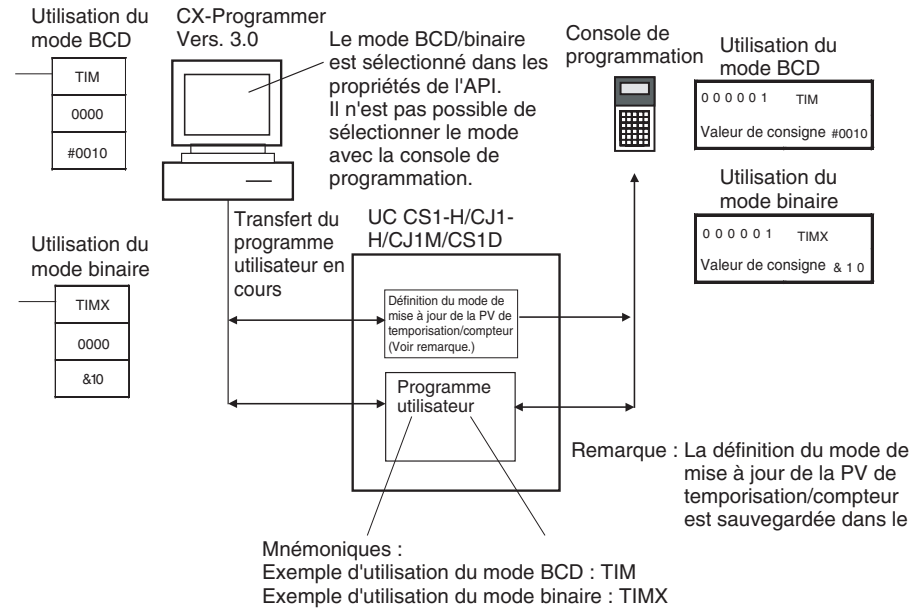 Utilisation du
mode BCD
TIM
0000
#0010
CX-Programmer
Vers. 3.0
Le mode BCD/binaire
est sélectionné dans les
propriétés de l'API.
Il n'est pas possible de
sélectionner le mode
avec la console de
programmation.
Console de
programmation
Utilisation du
mode BCD
000001 TIM
Valeur de consigne #0010
Utilisation du
mode binaire
000001 TIMX
Valeur de consigne & 1 0
Utilisation du
mode binaire
TIMX
0000
&10
Transfert du
programme
utilisateur en
cours
UC CS1-H/CJ1-
H/CJ1M/CS1D
Définition du mode de
mise à jour de la PV de
temporisation/compteur
(Voir remarque.)
Programme
utilisateur
Remarque : La définition du mode de
mise à jour de la PV de
temporisation/compteur
est sauvegardée dans le
Mnémoniques :
Exemple d'utilisation du mode BCD : TIM
Exemple d'utilisation du mode binaire : TIMX